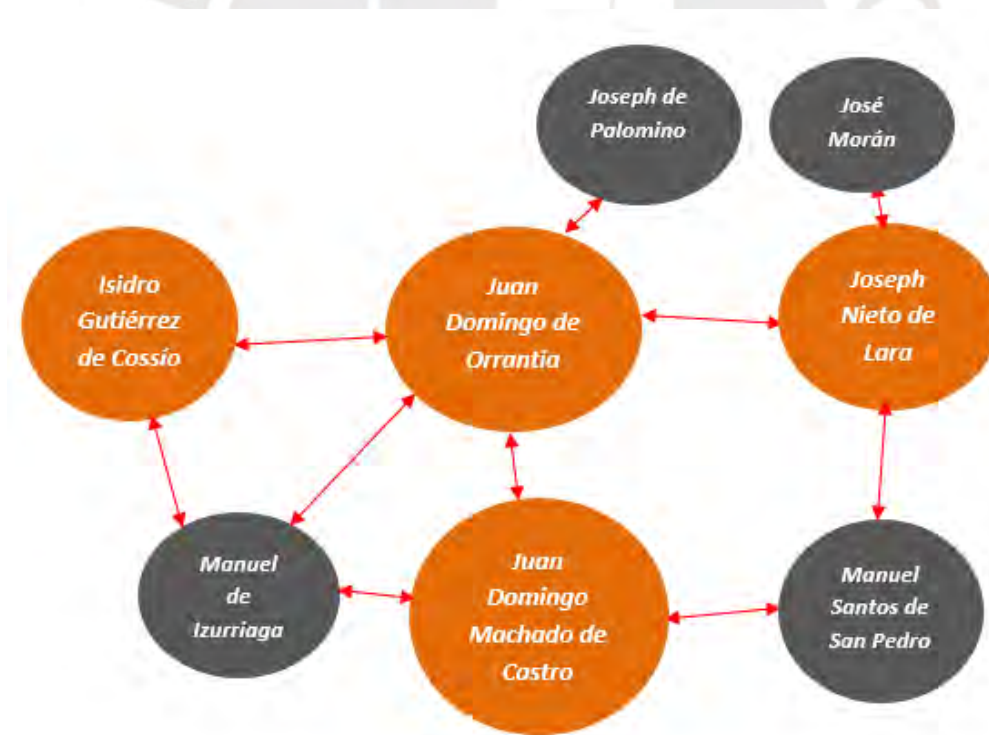 Joseph de
Palomino
José
Morán
Isidro
Gutiérrez
de Cossío
Juan
Domingo de
Orrantia
Joseph
Nieto de
Lara
Manuel
de
Izurriaga
Juan
Domingo
Machado de
Castro
Manuel
Santos de
San Pedro